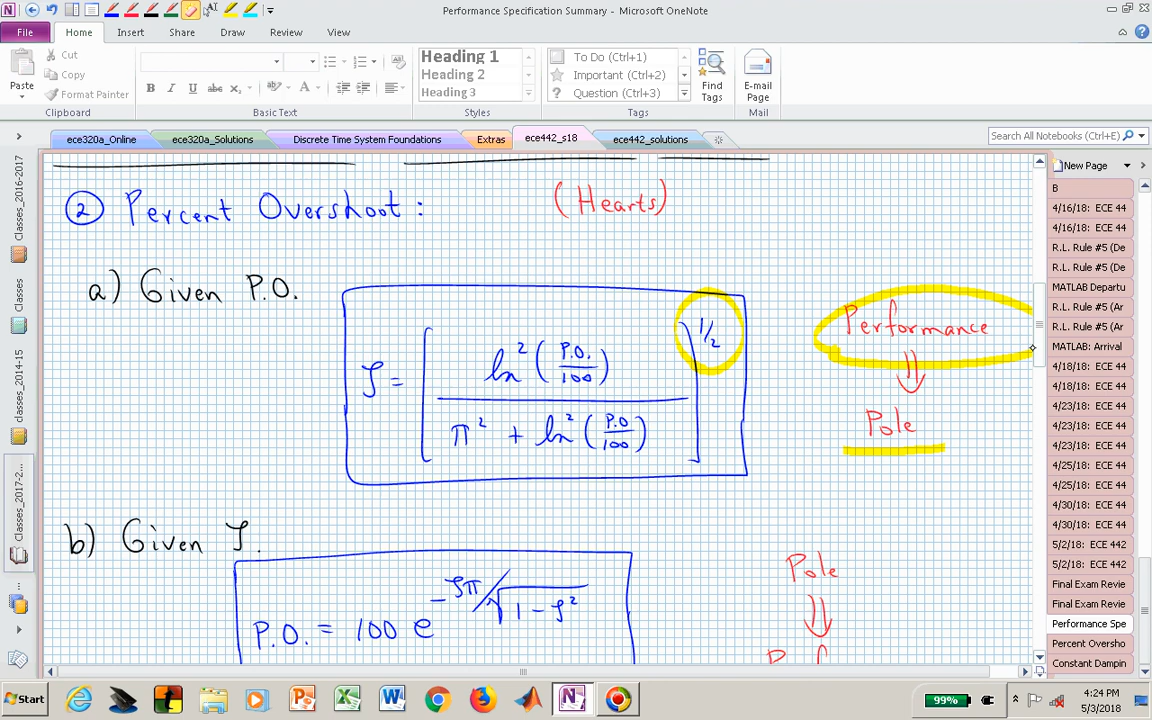 Performance Specification Summary - Microsoft OneNote
File Home Insert Share Draw Review View
Paste Cut Copy Format Painter
Clipboard
B I U abc
Basic Text
Heading 1
Heading 2
Heading 3
Styles
To Do (Ctrl+1)
Important (Ctrl+2)
Question (Ctrl+3)
Tags
Find Tags
E-mail Page
Mail
ece320a_Online ece320a_Solutions Discrete Time System Foundations Extras ece442_s18 ece442_solutions
Search All Notebooks (Ctrl+E)
Classes_2016-2017
Classes
Classes_2014-15
Classes_2017-2...
② Percent Overshoot: (Hearts)
a) Given P.O.
ζ = [ ln² (P.O./100) / π² + ln² (P.O/100) ]^1/2
Performance
⇓
Pole
b) Given ζ.
P.O. = 100 e^-ζπ/√1-ζ²
Pole
⇓
New Page
B
4/16/18: ECE 44
4/16/18: ECE 44
R.L. Rule #5 (De
R.L. Rule #5 (De
MATLAB Departu
R.L. Rule #5 (Ar
R.L. Rule #5 (Ar
MATLAB: Arrival
4/18/18: ECE 44
4/18/18: ECE 44
4/23/18: ECE 44
4/23/18: ECE 44
4/25/18: ECE 44
4/25/18: ECE 44
4/30/18: ECE 44
4/30/18: ECE 44
5/2/18: ECE 442
5/2/18: ECE 442
Final Exam Revie
Final Exam Revie
Performance Spe
Percent Oversho
Constant Dampin
Start
99%
4:24 PM
5/3/2018